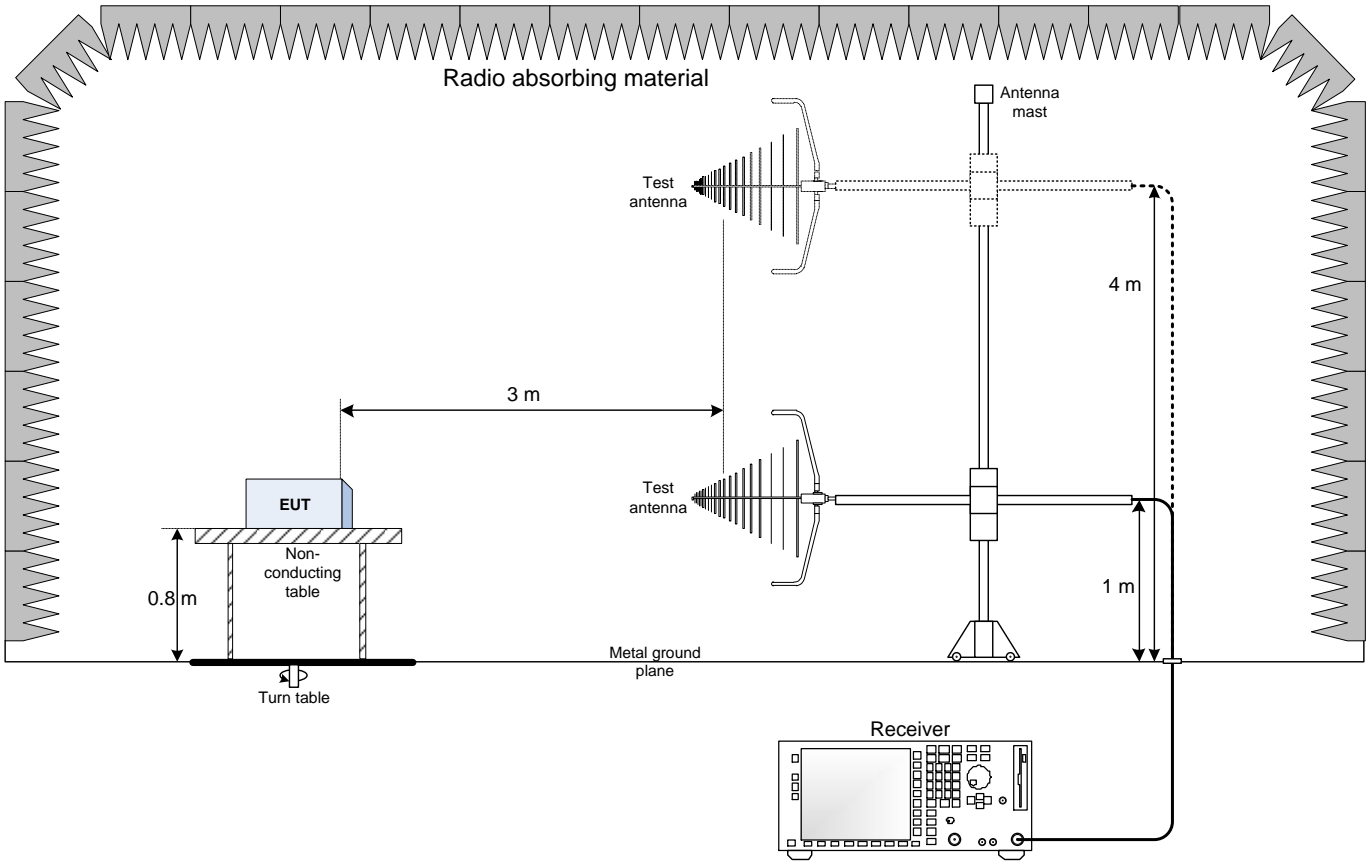 Radio absorbing material
Antenna
mast
Test
antenna
4 m
3 m
Test
antenna
EUT
Non-
conducting
table
0.8 m
1 m
Metal ground
plane
Turn table
Receiver